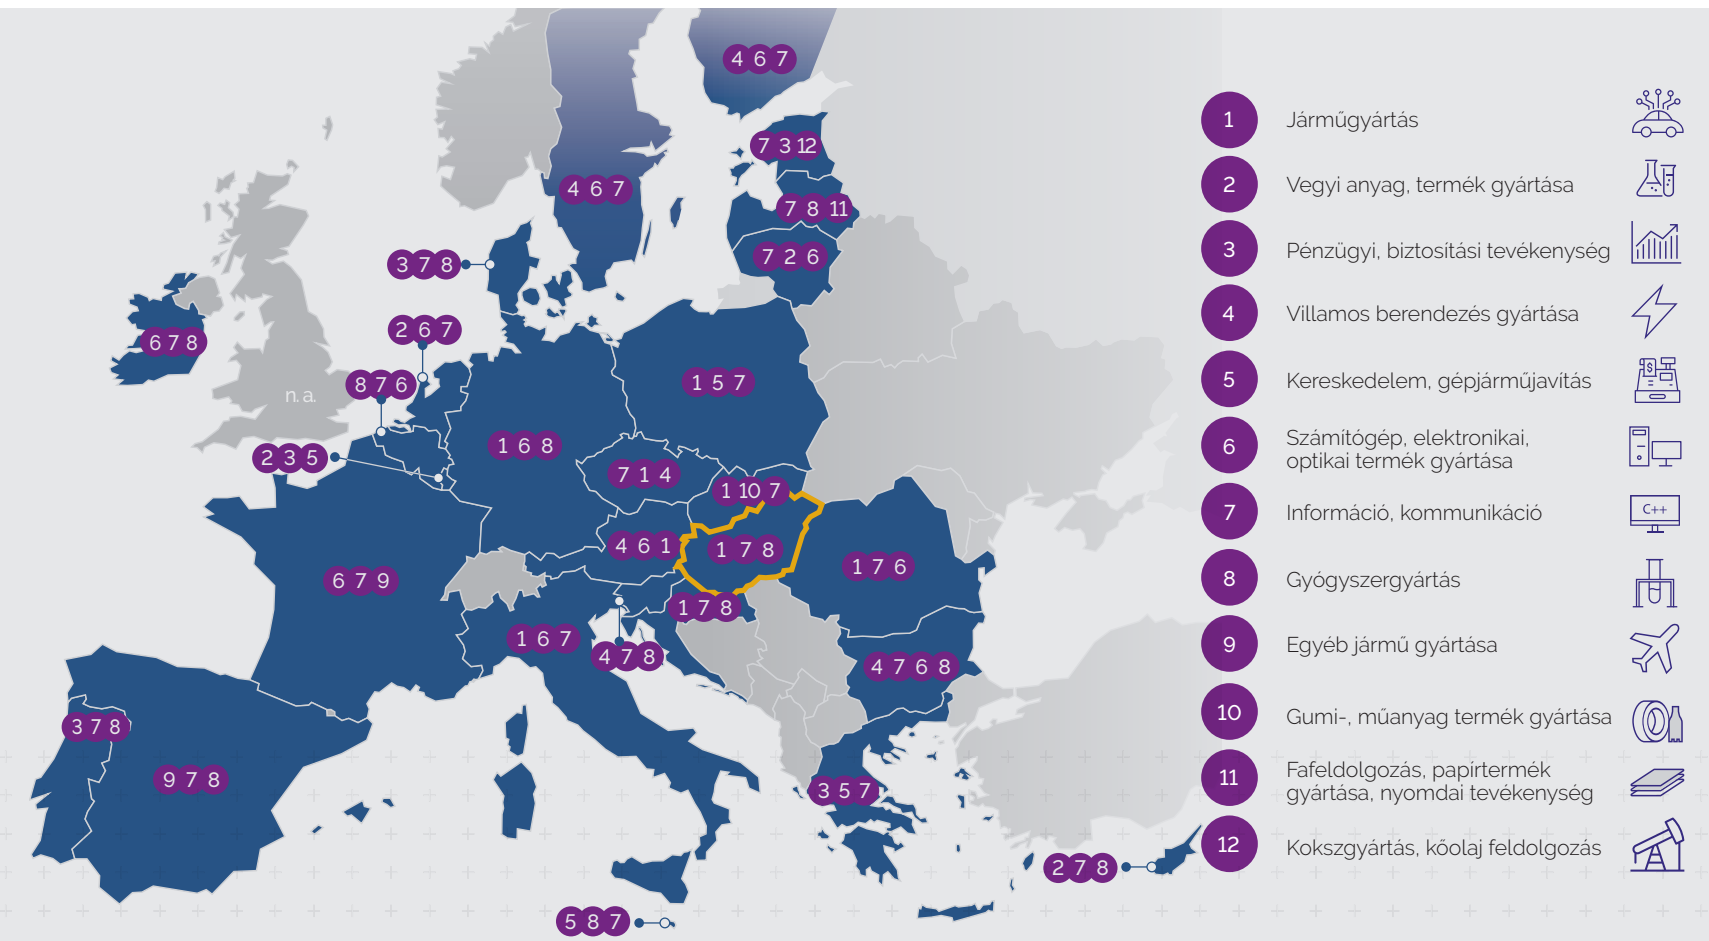 4 6 7
7 3 12
4 6 7
7 8 11
7 2 6
3 7 8
2 6 7
6 7 8
8 7 6
n. a.
1 5 7
1 6 8
2 3 5
7 1 4
1 10 7
4 6 1
1 7 8
1 7 6
6 7 9
1 7 8
1 6 7
4 7 8
4 7 6 8
3 7 8
9 7 8
3 5 7
2 7 8
5 8 7
1 Járműgyártás
2 Vegyi anyag, termék gyártása
3 Pénzügyi, biztosítási tevékenység
4 Villamos berendezés gyártása
5 Kereskedelem, gépjárműjavítás
$
6 Számítógép, elektronikai,
optikai termék gyártása
7 Információ, kommunikáció
C++
8 Gyógyszergyártás
9 Egyéb jármű gyártása
10 Gumi-, műanyag termék gyártása
11 Fafeldolgozás, papírtermék
gyártása, nyomdai tevékenység
12 Kokszgyártás, kőolaj feldolgozás